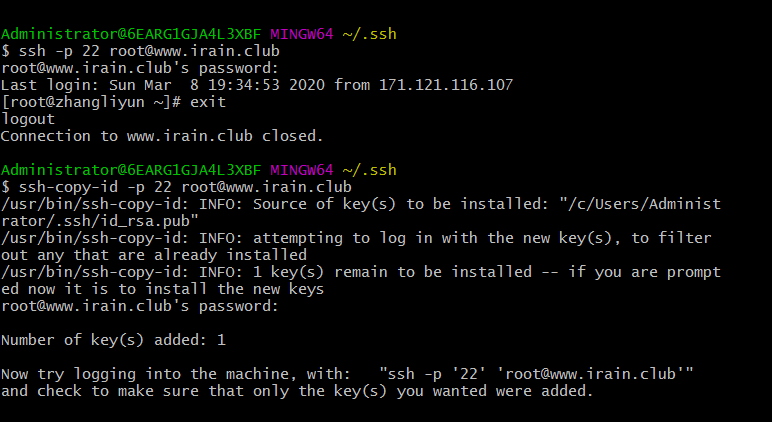 Administrator@6EARG1GJA4L3XBF MINGW64 ~/.ssh
$ ssh -p 22 root@www.irain.club
root@www.irain.club's password:
Last login: Sun Mar  8 19:34:53 2020 from 171.121.116.107
[root@zhangliyun ~]# exit
logout
Connection to www.irain.club closed.
Administrator@6EARG1GJA4L3XBF MINGW64 ~/.ssh
$ ssh-copy-id -p 22 root@www.irain.club
/usr/bin/ssh-copy-id: INFO: Source of key(s) to be installed: "/c/Users/Administ
rator/.ssh/id_rsa.pub"
/usr/bin/ssh-copy-id: INFO: attempting to log in with the new key(s), to filter
out any that are already installed
/usr/bin/ssh-copy-id: INFO: 1 key(s) remain to be installed -- if you are prompt
ed now it is to install the new keys
root@www.irain.club's password:
Number of key(s) added: 1
Now try logging into the machine, with:   "ssh -p '22' 'root@www.irain.club'"
and check to make sure that only the key(s) you wanted were added.